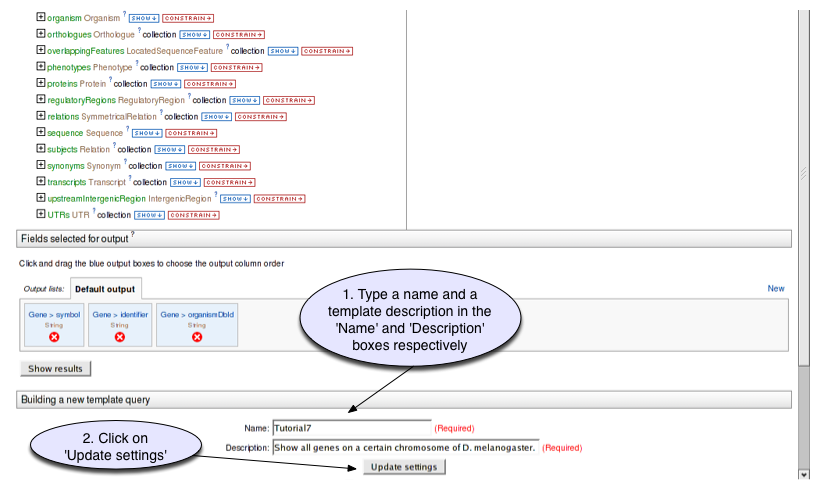 organism Organism ? SHOW↓ CONSTRAIN→
orthologues Orthologue ? collection SHOW↓ CONSTRAIN→
overlappingFeatures LocatedSequenceFeature ? collection SHOW↓ CONSTRAIN→
phenotypes Phenotype ? collection SHOW↓ CONSTRAIN→
proteins Protein ? collection SHOW↓ CONSTRAIN→
regulatoryRegions RegulatoryRegion ? collection SHOW↓ CONSTRAIN→
relations SymmetricalRelation ? collection SHOW↓ CONSTRAIN→
sequence Sequence ? SHOW↓ CONSTRAIN→
subjects Relation ? collection SHOW↓ CONSTRAIN→
synonyms Synonym ? collection SHOW↓ CONSTRAIN→
transcripts Transcript ? collection SHOW↓ CONSTRAIN→
upstreamIntergenicRegion IntergenicRegion ? SHOW↓ CONSTRAIN→
UTRs UTR ? collection SHOW↓ CONSTRAIN→
Fields selected for output ?
Click and drag the blue output boxes to choose the output column order
Output lists: Default output New
Gene > symbol Gene > identifier Gene > organismDbId
String String String
1. Type a name and a
template description in the
'Name' and 'Description'
boxes respectively
Show results
Building a new template query
Name: Tutorial7 (Required)
Description: Show all genes on a certain chromosome of D. melanogaster. (Required)
Update settings
2. Click on
'Update settings'